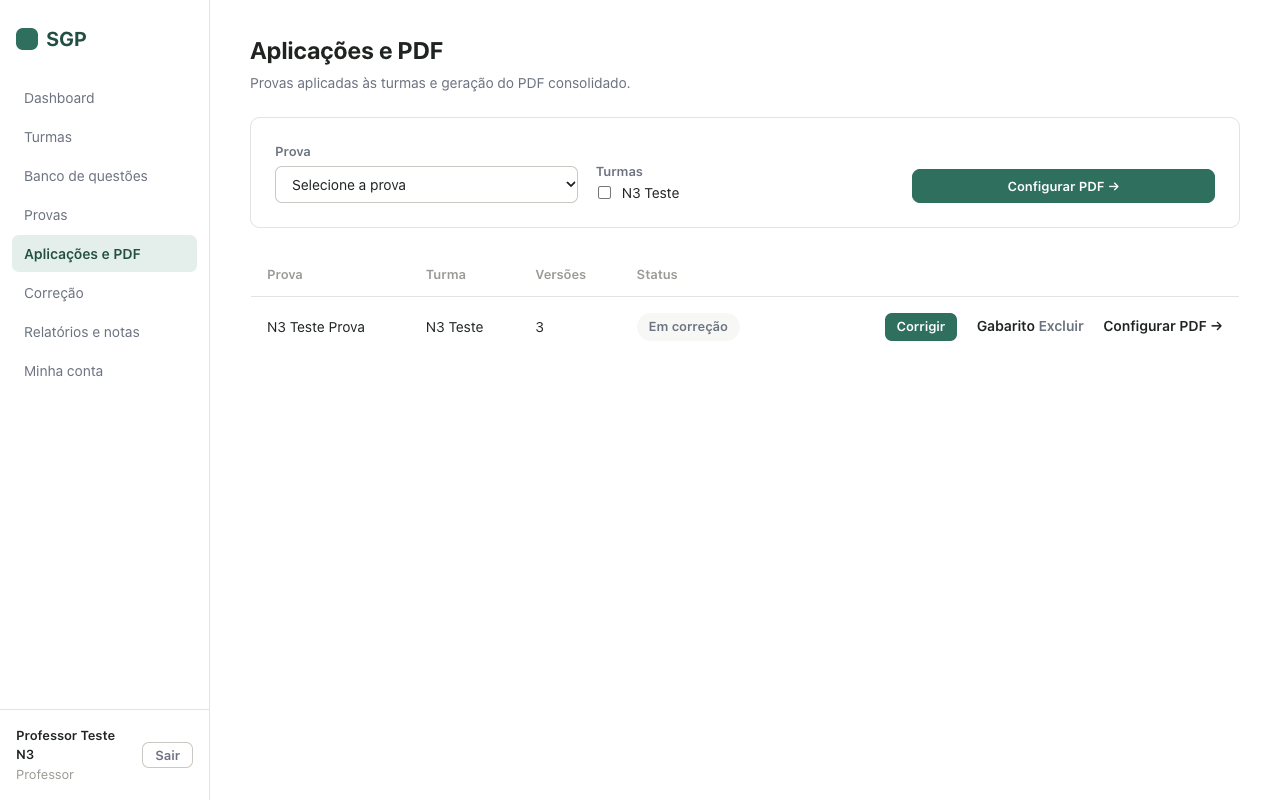 SGP
Dashboard
Turmas
Banco de questões
Provas
Aplicações e PDF
Correção
Relatórios e notas
Minha conta
Professor Teste
N3
Professor
Sair
Aplicações e PDF
Provas aplicadas às turmas e geração do PDF consolidado.
Prova
Selecione a prova
Turmas
N3 Teste
Configurar PDF →
Prova Turma Versões Status
N3 Teste Prova N3 Teste 3 Em correção Corrigir Gabarito Excluir Configurar PDF →